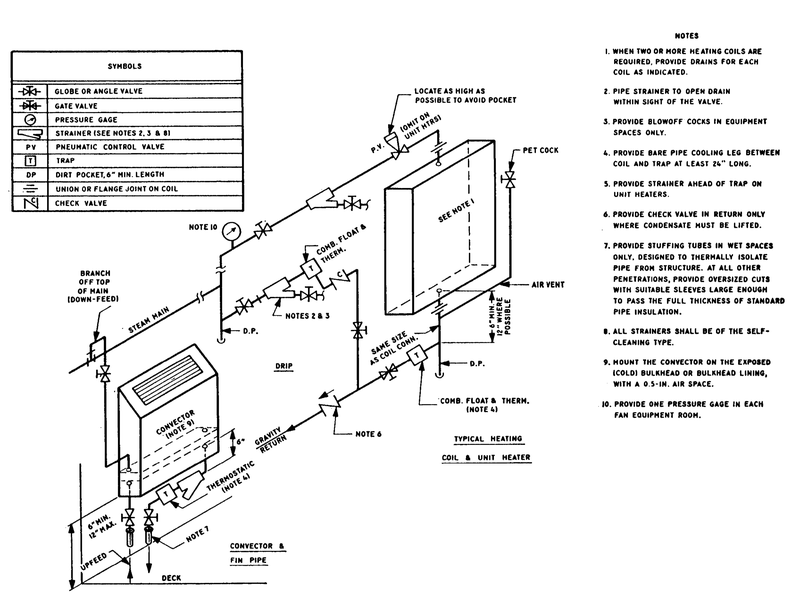 SYMBOLS
GLOBE OR ANGLE VALVE
GATE VALVE
PRESSURE GAGE
STRAINER (SEE NOTES 2, 3 & 8)
PV PNEUMATIC CONTROL VALVE
T TRAP
DP DIRT POCKET, 6" MIN. LENGTH
UNION OR FLANGE JOINT ON COIL
C CHECK VALVE
LOCATE AS HIGH AS
POSSIBLE TO AVOID POCKET
P.V.
(OMIT ON
UNIT HTRS)
PET COCK
SEE NOTE 1
NOTE 10
COMB. FLOAT &
THERM.
T
C
BRANCH
OFF TOP
OF MAIN
(DOWN-FEED)
STEAM MAIN
NOTES 2 & 3
D.P.
AIR VENT
6" MIN.
12" WHERE
POSSIBLE
SAME SIZE
AS COIL CONN.
DRIP
T
D.P.
COMB. FLOAT & THERM.
(NOTE 4)
NOTE 6
GRAVITY
RETURN
TYPICAL HEATING
COIL & UNIT HEATER
CONVECTOR
(NOTE 9)
6"
T
THERMOSTATIC
(NOTE 4)
6" MIN.
12" MAX.
NOTE 7
UPFEED
DECK
CONVECTOR &
FIN PIPE
NOTES
1. WHEN TWO OR MORE HEATING COILS ARE
REQUIRED, PROVIDE DRAINS FOR EACH
COIL AS INDICATED.
2. PIPE STRAINER TO OPEN DRAIN
WITHIN SIGHT OF THE VALVE.
3. PROVIDE BLOWOFF COCKS IN EQUIPMENT
SPACES ONLY.
4. PROVIDE BARE PIPE COOLING LEG BETWEEN
COIL AND TRAP AT LEAST 24" LONG.
5. PROVIDE STRAINER AHEAD OF TRAP ON
UNIT HEATERS.
6. PROVIDE CHECK VALVE IN RETURN ONLY
WHERE CONDENSATE MUST BE LIFTED.
7. PROVIDE STUFFING TUBES IN WET SPACES
ONLY, DESIGNED TO THERMALLY ISOLATE
PIPE FROM STRUCTURE. AT ALL OTHER
PENETRATIONS, PROVIDE OVERSIZED CUTS
WITH SUITABLE SLEEVES LARGE ENOUGH
TO PASS THE FULL THICKNESS OF STANDARD
PIPE INSULATION.
8. ALL STRAINERS SHALL BE OF THE SELF-
CLEANING TYPE.
9. MOUNT THE CONVECTOR ON THE EXPOSED
(COLD) BULKHEAD OR BULKHEAD LINING,
WITH A 0.5-IN. AIR SPACE.
10. PROVIDE ONE PRESSURE GAGE IN EACH
FAN EQUIPMENT ROOM.